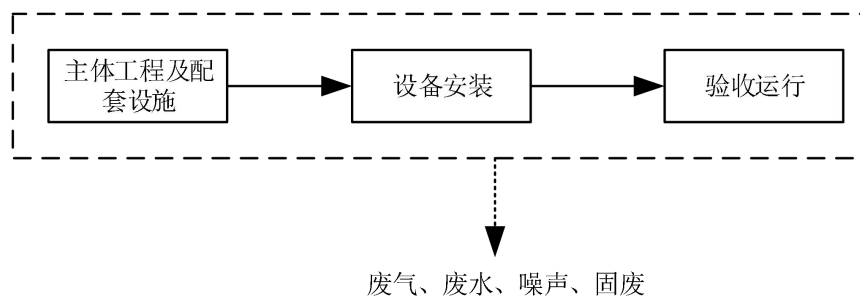 主体工程及配
套设施
设备安装
验收运行
废气、废水、噪声、固废